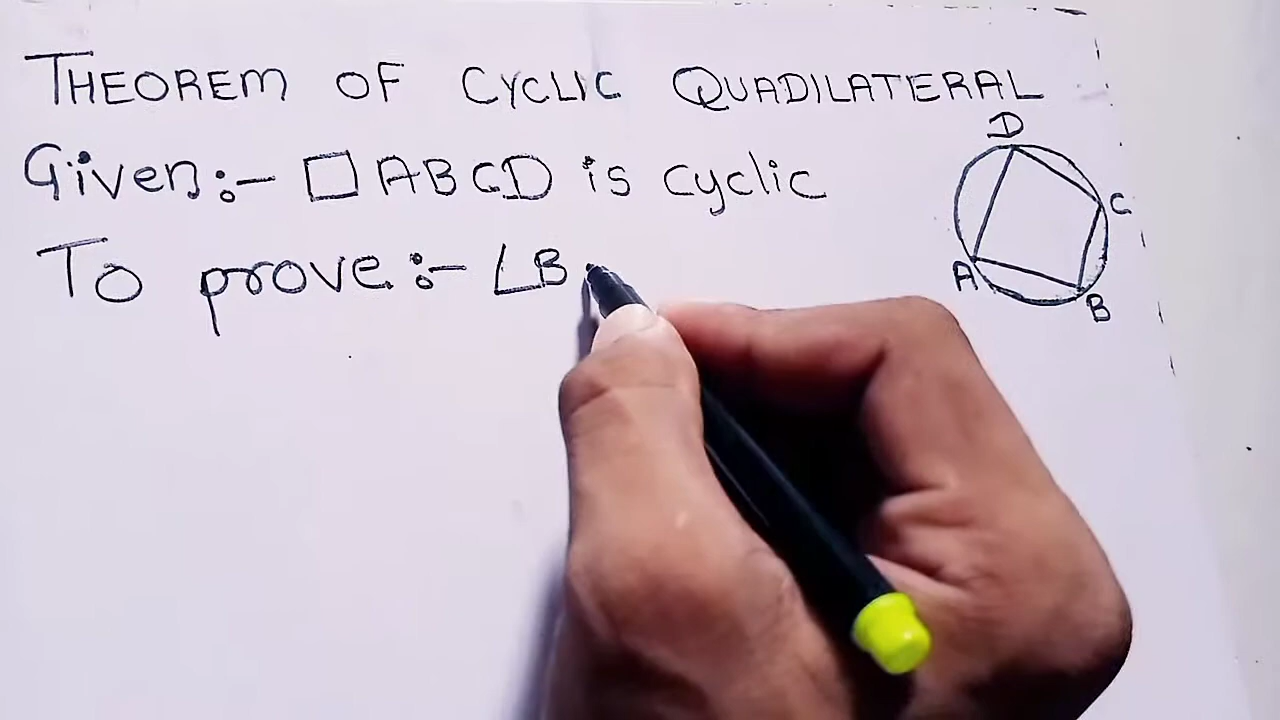 THEOREM OF CYCLIC QUADILATERAL
Given:- □ ABCD is cyclic
To prove:- ∠B
D
C
A
B